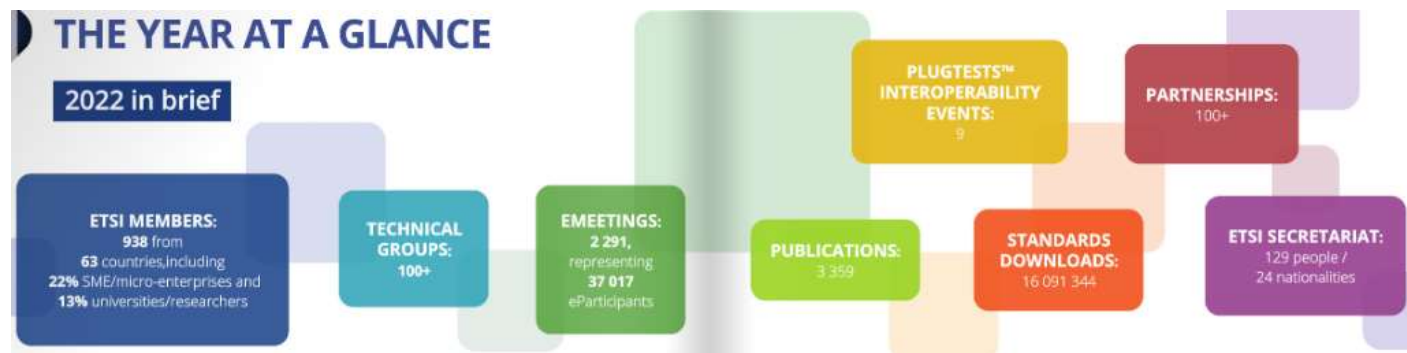 THE YEAR AT A GLANCE
2022 in brief
ETSI MEMBERS:
938 from
63 countries,including
22% SME/micro-enterprises and
13% universities/researchers
TECHNICAL
GROUPS:
100+
EMEETINGS:
2 291,
representing
37 017
eParticipants
PUBLICATIONS:
3 359
PLUGTESTS™
INTEROPERABILITY
EVENTS:
9
STANDARDS
DOWNLOADS:
16 091 344
PARTNERSHIPS:
100+
ETSI SECRETARIAT:
129 people /
24 nationalities